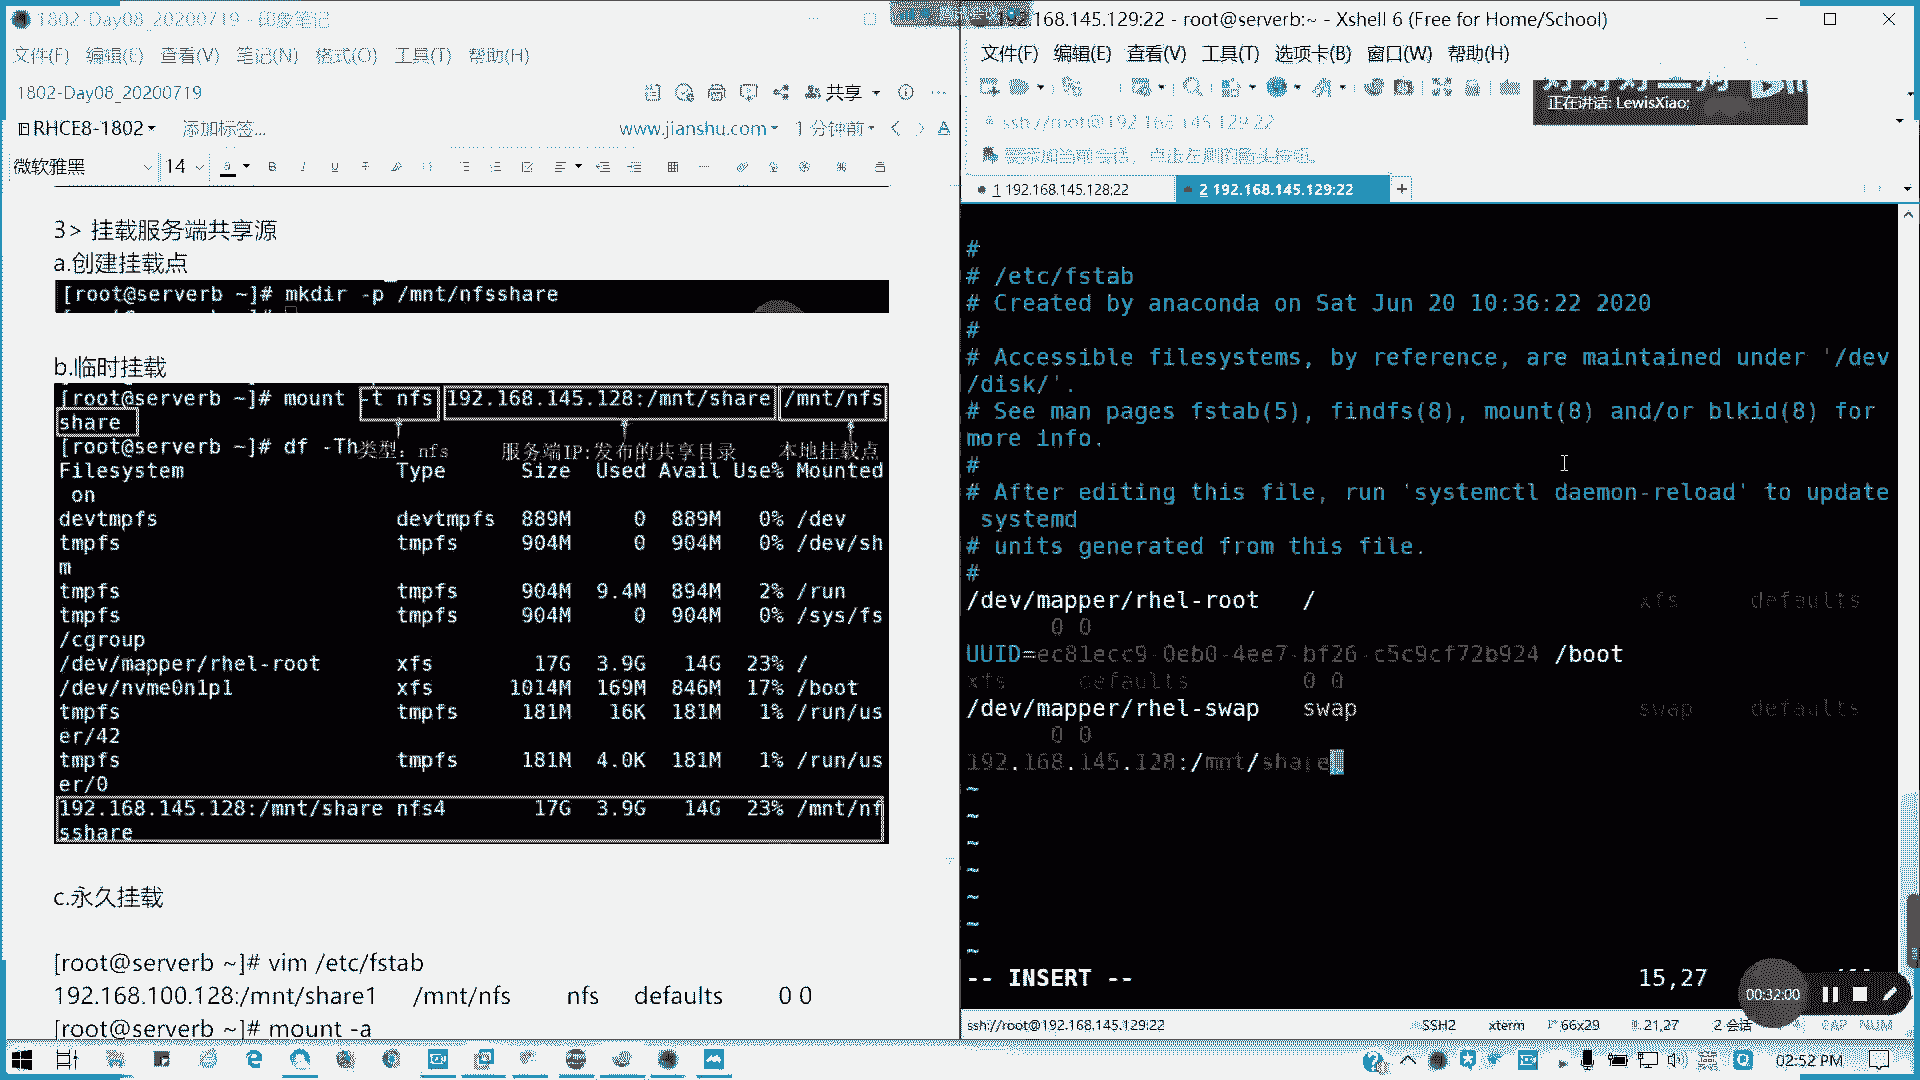 1802-Day08_20200719 - 印象笔记
文件(F) 编辑(E) 查看(V) 笔记(N) 格式(O) 工具(T) 帮助(H)
1802-Day08_20200719
共享
RHCE8-1802 添加标签...
www.jianshu.com 1 分钟前
微软雅黑 14
3> 挂载服务端共享源
a.创建挂载点
[root@serverb ~]# mkdir -p /mnt/nfsshare
b.临时挂载
[root@serverb ~]# mount -t nfs 192.168.145.128:/mnt/share /mnt/nfs
share
[root@serverb ~]# df -Th
类型：nfs 服务端IP:发布的共享目录 本地挂载点
Filesystem Type Size Used Avail Use% Mounted
on
devtmpfs devtmpfs 889M 0 889M 0% /dev
tmpfs tmpfs 904M 0 904M 0% /dev/sh
m
tmpfs tmpfs 904M 9.4M 894M 2% /run
tmpfs tmpfs 904M 0 904M 0% /sys/fs
/cgroup
/dev/mapper/rhel-root xfs 17G 3.9G 14G 23% /
/dev/nvme0n1p1 xfs 1014M 169M 846M 17% /boot
tmpfs tmpfs 181M 16K 181M 1% /run/us
er/42
tmpfs tmpfs 181M 4.0K 181M 1% /run/us
er/0
192.168.145.128:/mnt/share nfs4 17G 3.9G 14G 23% /mnt/nf
sshare
c.永久挂载
[root@serverb ~]# vim /etc/fstab
192.168.100.128:/mnt/share1 /mnt/nfs nfs defaults 0 0
[root@serverb ~]# mount -a
192.168.145.129:22 - root@serverb:~ - Xshell 6 (Free for Home/School)
文件(F) 编辑(E) 查看(V) 工具(T) 选项卡(B) 窗口(W) 帮助(H)
正在讲话: LewisXiao;
ssh://root@192.168.145.129:22
要添加当前会话，点击左侧的箭头按钮。
1 192.168.145.128:22 2 192.168.145.129:22 +
#
# /etc/fstab
# Created by anaconda on Sat Jun 20 10:36:22 2020
#
# Accessible filesystems, by reference, are maintained under '/dev
/disk/'.
# See man pages fstab(5), findfs(8), mount(8) and/or blkid(8) for
more info.
#
# After editing this file, run 'systemctl daemon-reload' to update
systemd
# units generated from this file.
#
/dev/mapper/rhel-root / xfs defaults
0 0
UUID=ec81ecc9-0eb0-4ee7-bf26-c5c9cf72b924 /boot
xfs defaults 0 0
/dev/mapper/rhel-swap swap swap defaults
0 0
192.168.145.128:/mnt/share
~
~
~
~
~
~
~
-- INSERT -- 15,27
00:32:00
ssh://root@192.168.145.129:22 SSH2 xterm 66x29 21,27 2 会话 CAP NUM
02:52 PM